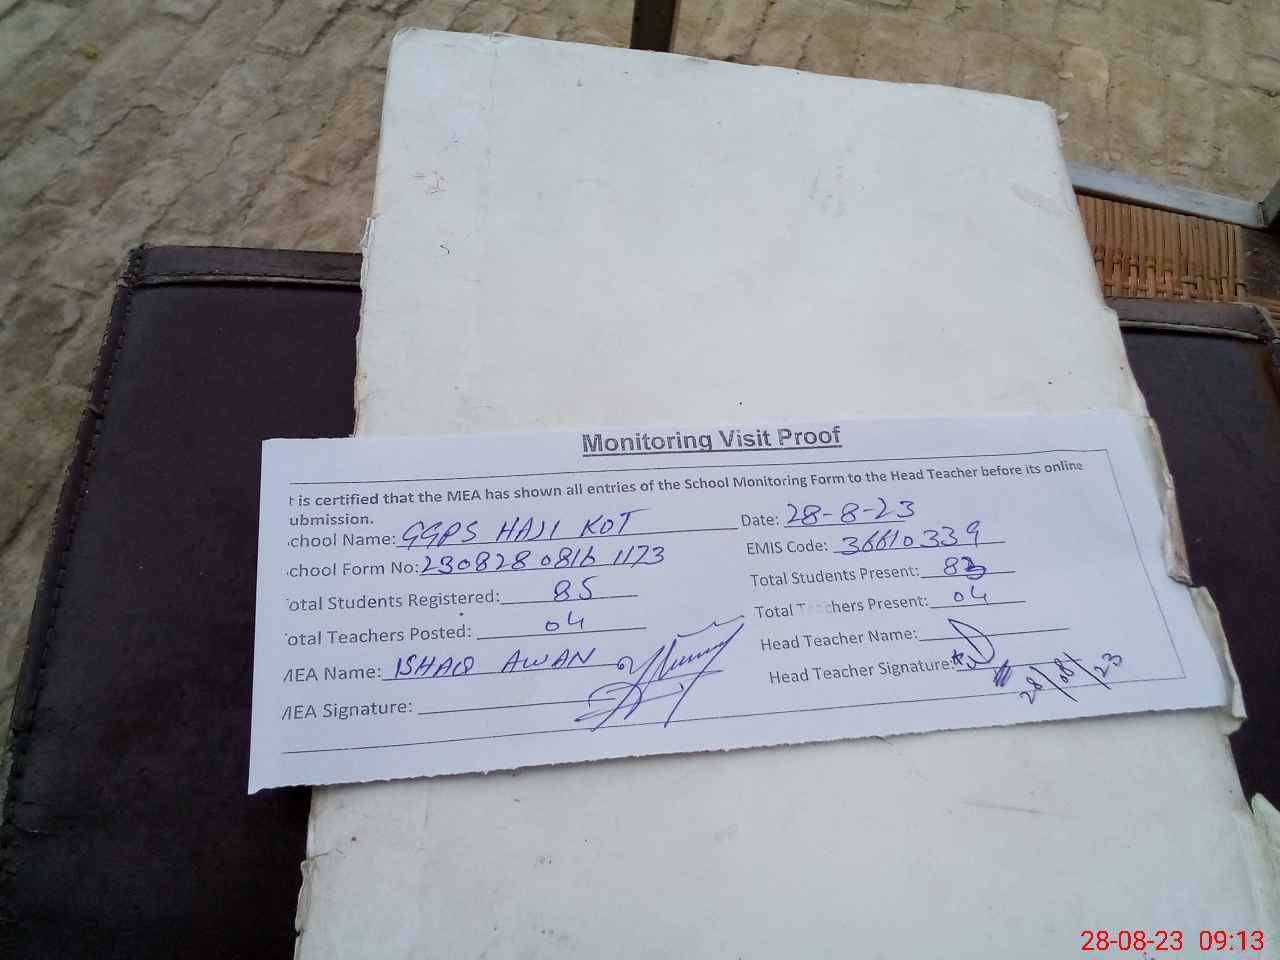 Monitoring Visit Proof
t is certified that the MEA has shown all entries of the School Monitoring Form to the Head Teacher before its online
ubmission.
chool Name: GGPS HAJI KOT Date: 28-8-23
chool Form No: 230828 0816 1173 EMIS Code: 36610339
otal Students Registered: 85 Total Students Present: 83
otal Teachers Posted: 04 Total Teachers Present: 04
MEA Name: ISHAQ AWAN Head Teacher Name:
MEA Signature: Head Teacher Signature:
28/08/23
28-08-23 09:13